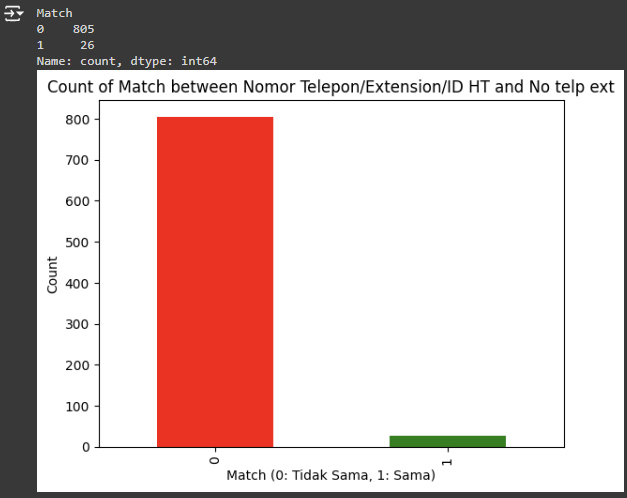 Match
0    805
1     26
Name: count, dtype: int64
Count of Match between Nomor Telepon/Extension/ID HT and No telp ext
800
700
600
500
400
300
200
100
0
Count
0
1
Match (0: Tidak Sama, 1: Sama)